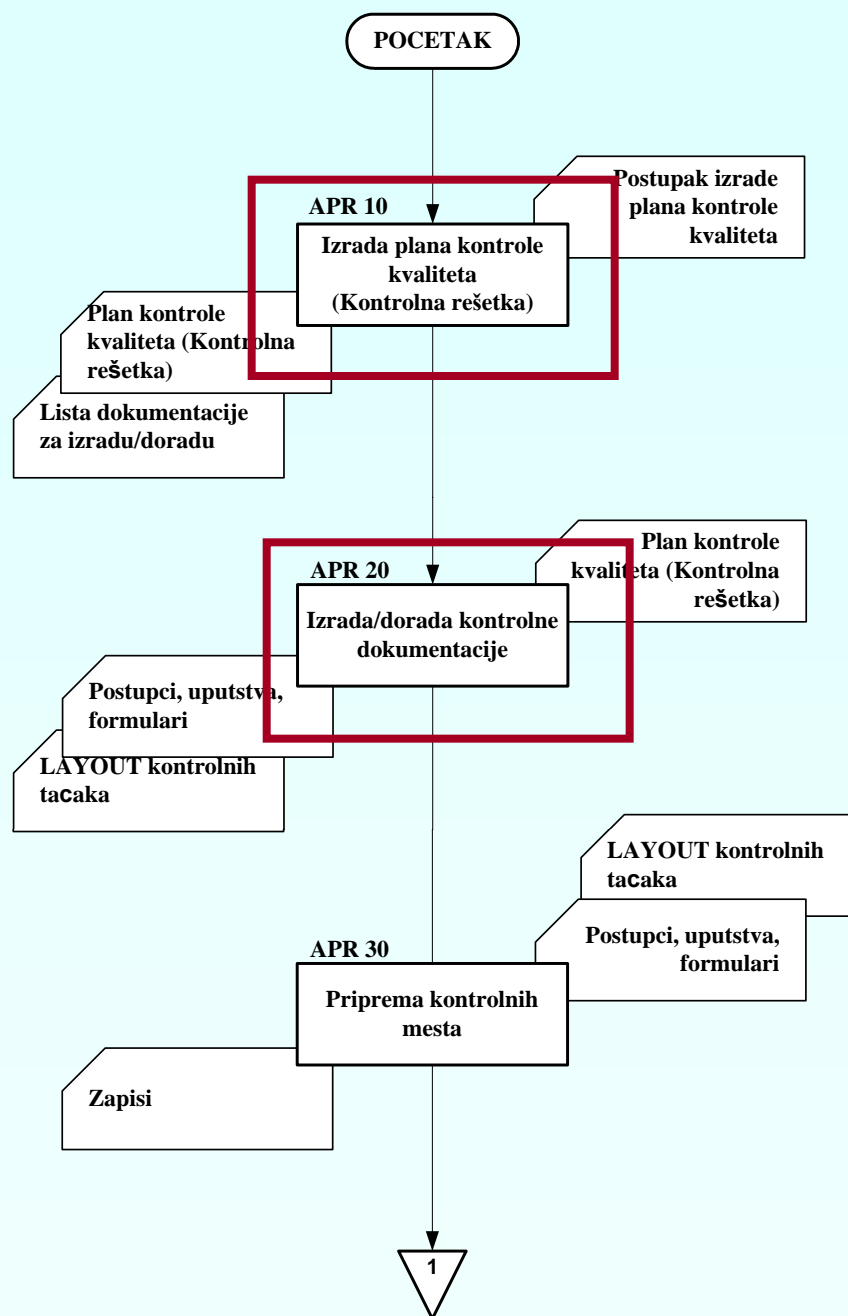 POCETAK
Postupak izrade
plana kontrole
kvaliteta
APR 10
Izrada plana kontrole
kvaliteta
(Kontrolna rešetka)
Plan kontrole
kvaliteta (Kontrolna
rešetka)
Lista dokumentacije
za izradu/doradu
Plan kontrole
kvaliteta (Kontrolna
rešetka)
APR 20
Izrada/dorada kontrolne
dokumentacije
Postupci, uputstva,
formulari
LAYOUT kontrolnih
tacaka
LAYOUT kontrolnih
tacaka
Postupci, uputstva,
formulari
APR 30
Priprema kontrolnih
mesta
Zapisi
1